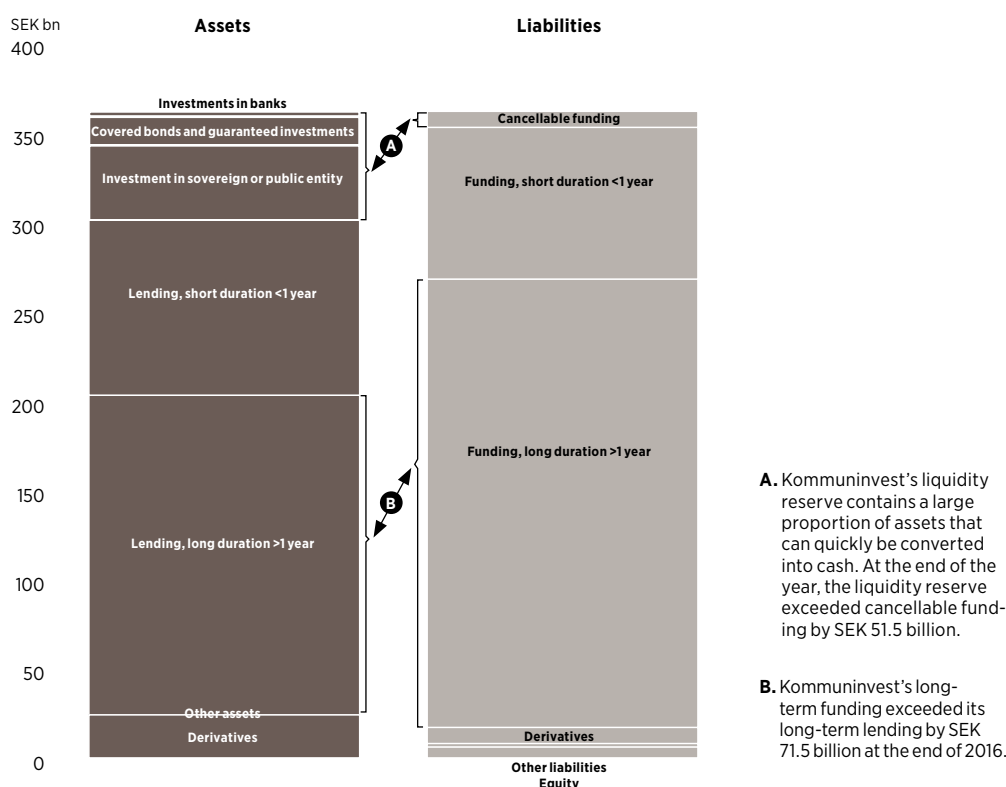 SEK bn
Assets
Liabilities
400
350
300
250
200
150
100
50
0
Investments in banks
Covered bonds and guaranteed investments
Investment in sovereign or public entity
Lending, short duration <1 year
Lending, long duration >1 year
Other assets
Derivatives
A
B
Cancellable funding
Funding, short duration <1 year
Funding, long duration >1 year
Derivatives
Other liabilities
Equity
A. Kommuninvest’s liquidity
reserve contains a large
proportion of assets that
can quickly be converted
into cash. At the end of the
year, the liquidity reserve
exceeded cancellable fund-
ing by SEK 51.5 billion.
B. Kommuninvest’s long-
term funding exceeded its
long-term lending by SEK
71.5 billion at the end of 2016.